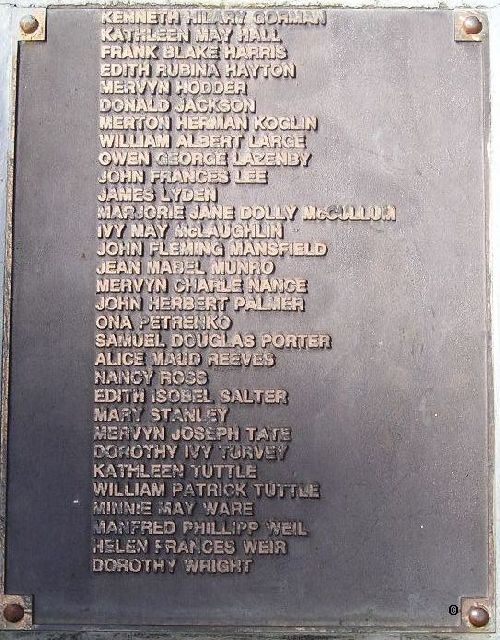 KENNETH HILARY GORMAN
KATHLEEN MAY HALL
FRANK BLAKE HARRIS
EDITH RUBINA HAYTON
MERVYN HODDER
DONALD JACKSON
MERTON HERMAN KOGLIN
WILLIAM ALBERT LARGE
OWEN GEORGE LAZENBY
JOHN FRANCES LEE
JAMES LYDEN
MARJORIE JANE DOLLY McCULLUM
IVY MAY McLAUGHLIN
JOHN FLEMING MANSFIELD
JEAN MABEL MUNRO
MERVYN CHARLE NANCE
JOHN HERBERT PALMER
ONA PETRENKO
SAMUEL DOUGLAS PORTER
ALICE MAUD REEVES
NANCY ROSS
EDITH ISOBEL SALTER
MARY STANLEY
MERVYN JOSEPH TATE
DOROTHY IVY TURVEY
KATHLEEN TUTTLE
WILLIAM PATRICK TUTTLE
MINNIE MAY WARE
MANFRED PHILLIPP WEIL
HELEN FRANCES WEIR
DOROTHY WRIGHT